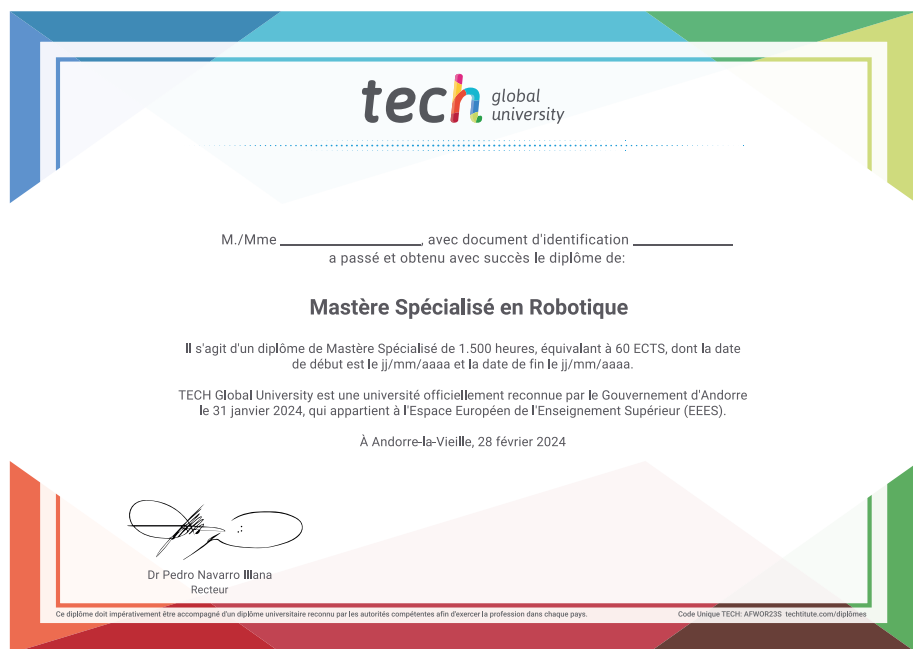 tech global university
M./Mme ____________, avec document d'identification ____________
a passé et obtenu avec succès le diplôme de:
Mastère Spécialisé en Robotique
Il s'agit d'un diplôme de Mastère Spécialisé de 1.500 heures, équivalant à 60 ECTS, dont la date
de début est le jj/mm/aaaa et la date de fin le jj/mm/aaaa.
TECH Global University est une université officiellement reconnue par le Gouvernement d'Andorre
le 31 janvier 2024, qui appartient à l'Espace Européen de l'Enseignement Supérieur (EEES).
À Andorre-la-Vieille, 28 février 2024
Dr Pedro Navarro Illana
Recteur
Ce diplôme doit impérativement être accompagné d'un diplôme universitaire reconnu par les autorités compétentes afin d'exercer la profession dans chaque pays.
Code Unique TECH: AFWOR23S techtitute.com/diplômes